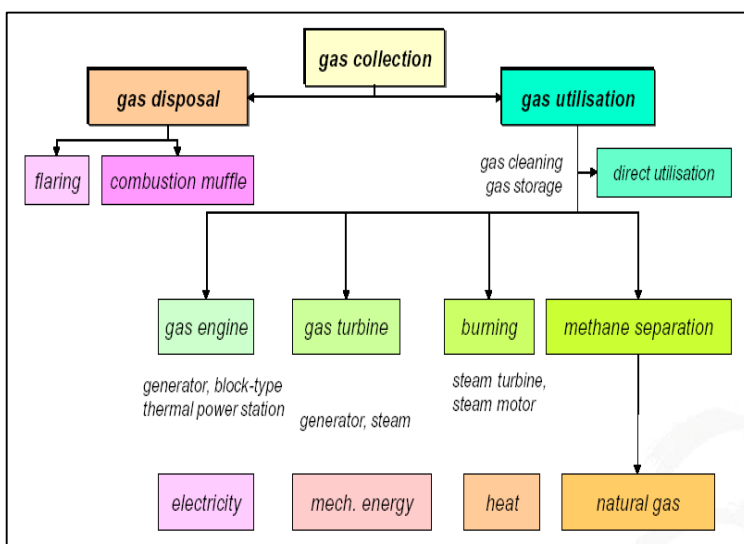 gas collection
gas disposal
gas utilisation
flaring
combustion muffle
gas cleaning
gas storage
direct utilisation
gas engine
gas turbine
burning
methane separation
generator, block-type
thermal power station
generator, steam
steam turbine,
steam motor
electricity
mech. energy
heat
natural gas